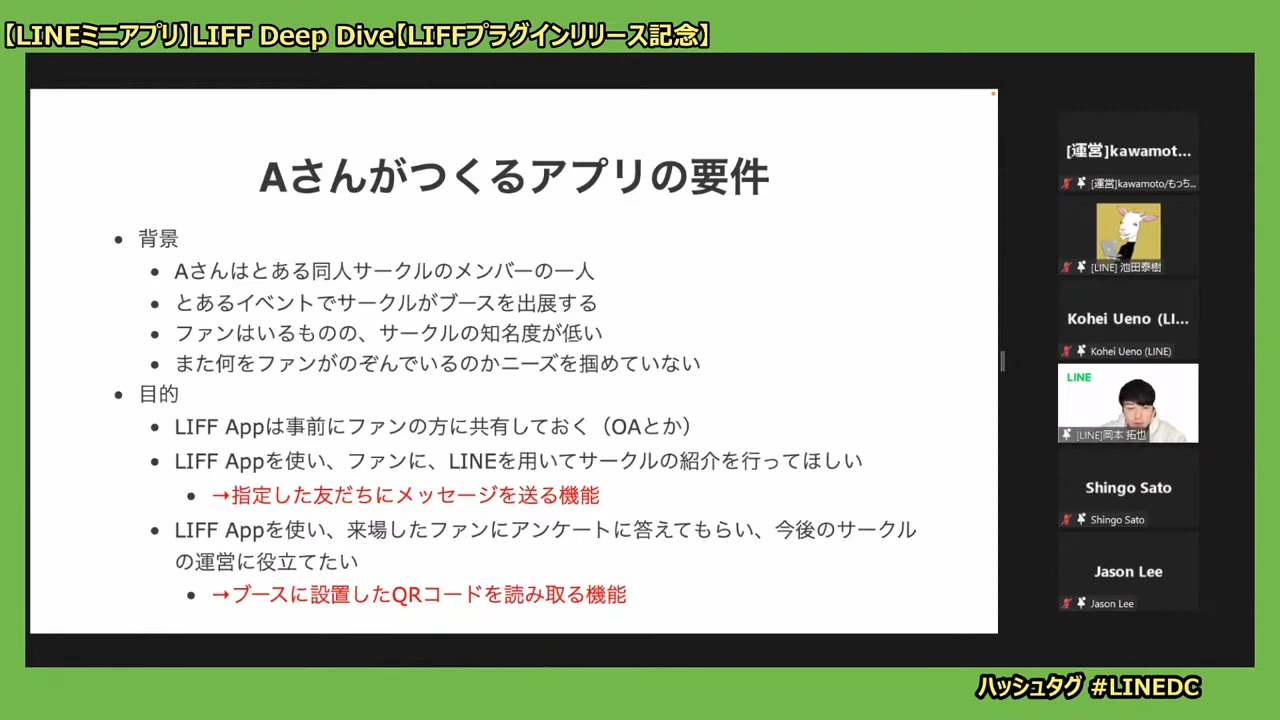 【LINEミニアプリ】LIFF Deep Dive【LIFFプラグインリリース記念】
Aさんがつくるアプリの要件
• 背景
• Aさんはとある同人サークルのメンバーの一人
• とあるイベントでサークルがブースを出展する
• ファンはいるものの、サークルの知名度が低い
• また何をファンがのぞんでいるのかニーズを掴めていない
• 目的
• LIFF Appは事前にファンの方に共有しておく（OAとか）
• LIFF Appを使い、ファンに、LINEを用いてサークルの紹介を行ってほしい
• →指定した友だちにメッセージを送る機能
• LIFF Appを使い、来場したファンにアンケートに答えてもらい、今後のサークル
の運営に役立てたい
• →ブースに設置したQRコードを読み取る機能
[運営]kawamot...
[運営]kawamoto/もっち...
[LINE] 池田泰樹
Kohei Ueno (LI...
Kohei Ueno (LINE)
LINE
[LINE]岡本 拓也
Shingo Sato
Shingo Sato
Jason Lee
Jason Lee
ハッシュタグ #LINEDC